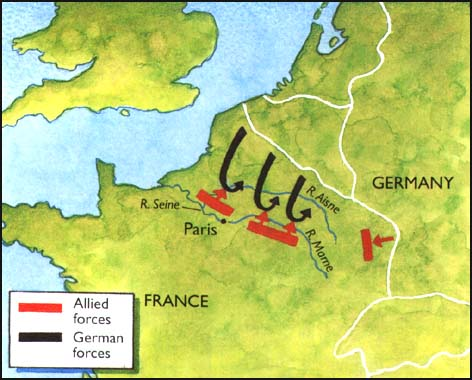 GERMANY
R. Aisne
R. Seine
Paris
R. Marne
FRANCE
Allied
forces
German
forces